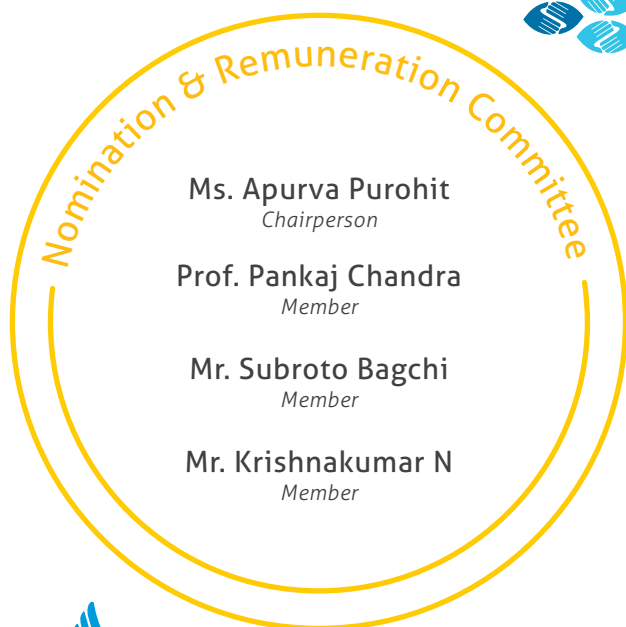 Nomination & Remuneration Committee
Ms. Apurva Purohit
Chairperson
Prof. Pankaj Chandra
Member
Mr. Subroto Bagchi
Member
Mr. Krishnakumar N
Member